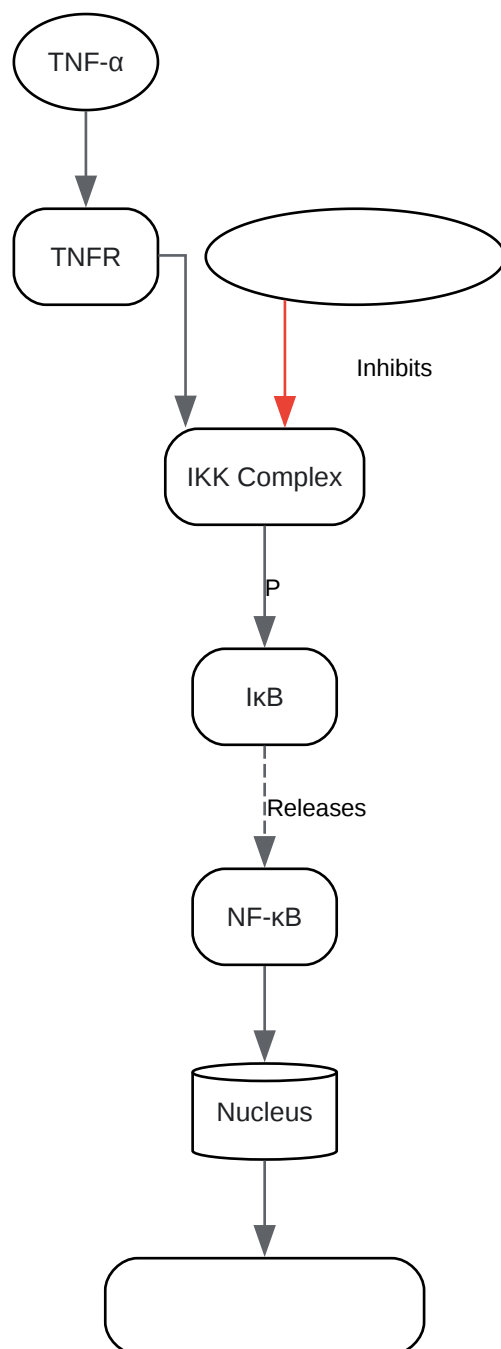 TNF-α
TNFR
Inhibits
IKK Complex
P
IκB
Releases
NF-κB
Nucleus